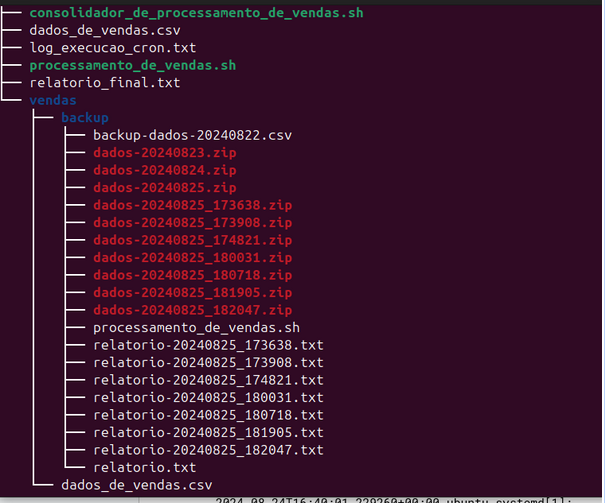 consolidador_de_processamento_de_vendas.sh
dados_de_vendas.csv
log_execucao_cron.txt
processamento_de_vendas.sh
relatorio_final.txt
vendas
backup
backup-dados-20240822.csv
dados-20240823.zip
dados-20240824.zip
dados-20240825.zip
dados-20240825_173638.zip
dados-20240825_173908.zip
dados-20240825_174821.zip
dados-20240825_180031.zip
dados-20240825_180718.zip
dados-20240825_181905.zip
dados-20240825_182047.zip
processamento_de_vendas.sh
relatorio-20240825_173638.txt
relatorio-20240825_173908.txt
relatorio-20240825_174821.txt
relatorio-20240825_180031.txt
relatorio-20240825_180718.txt
relatorio-20240825_181905.txt
relatorio-20240825_182047.txt
relatorio.txt
dados_de_vendas.csv